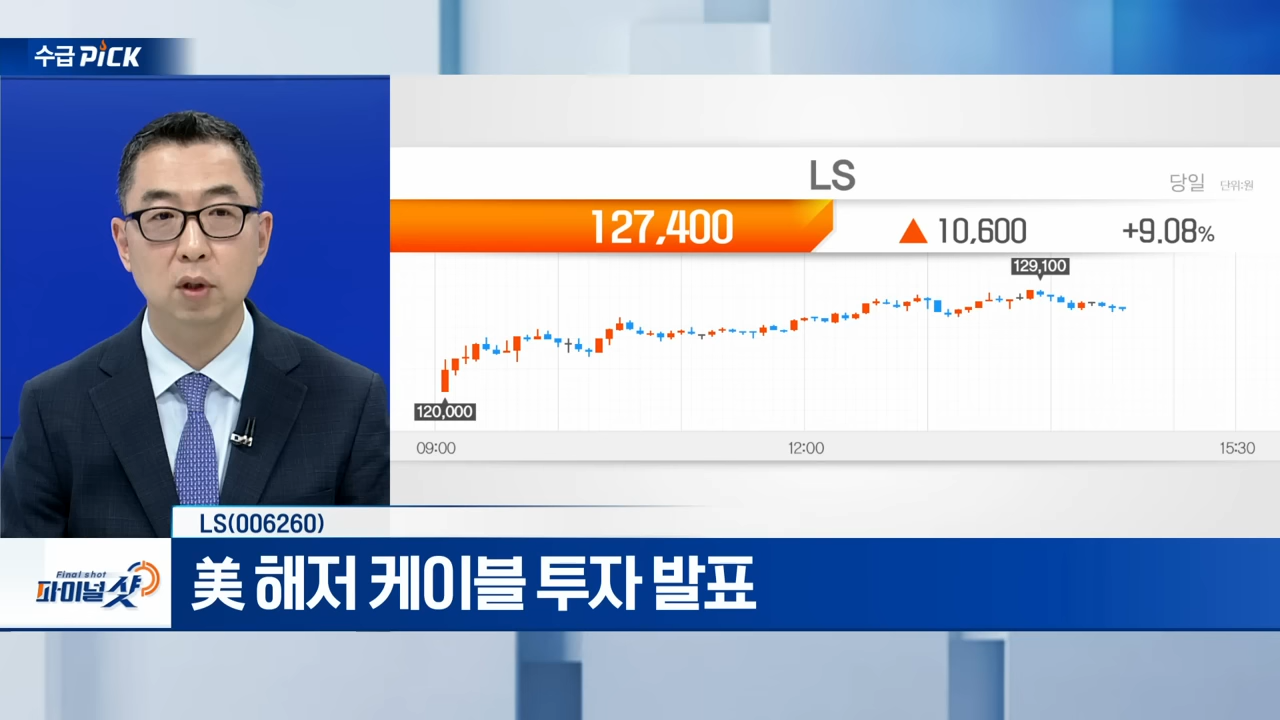 수급 PICK
LS
당일 단위:원
127,400 ▲ 10,600 +9.08%
129,100
120,000
09:00 12:00 15:30
LS(006260)
Final shot
파이널샷
美 해저 케이블 투자 발표